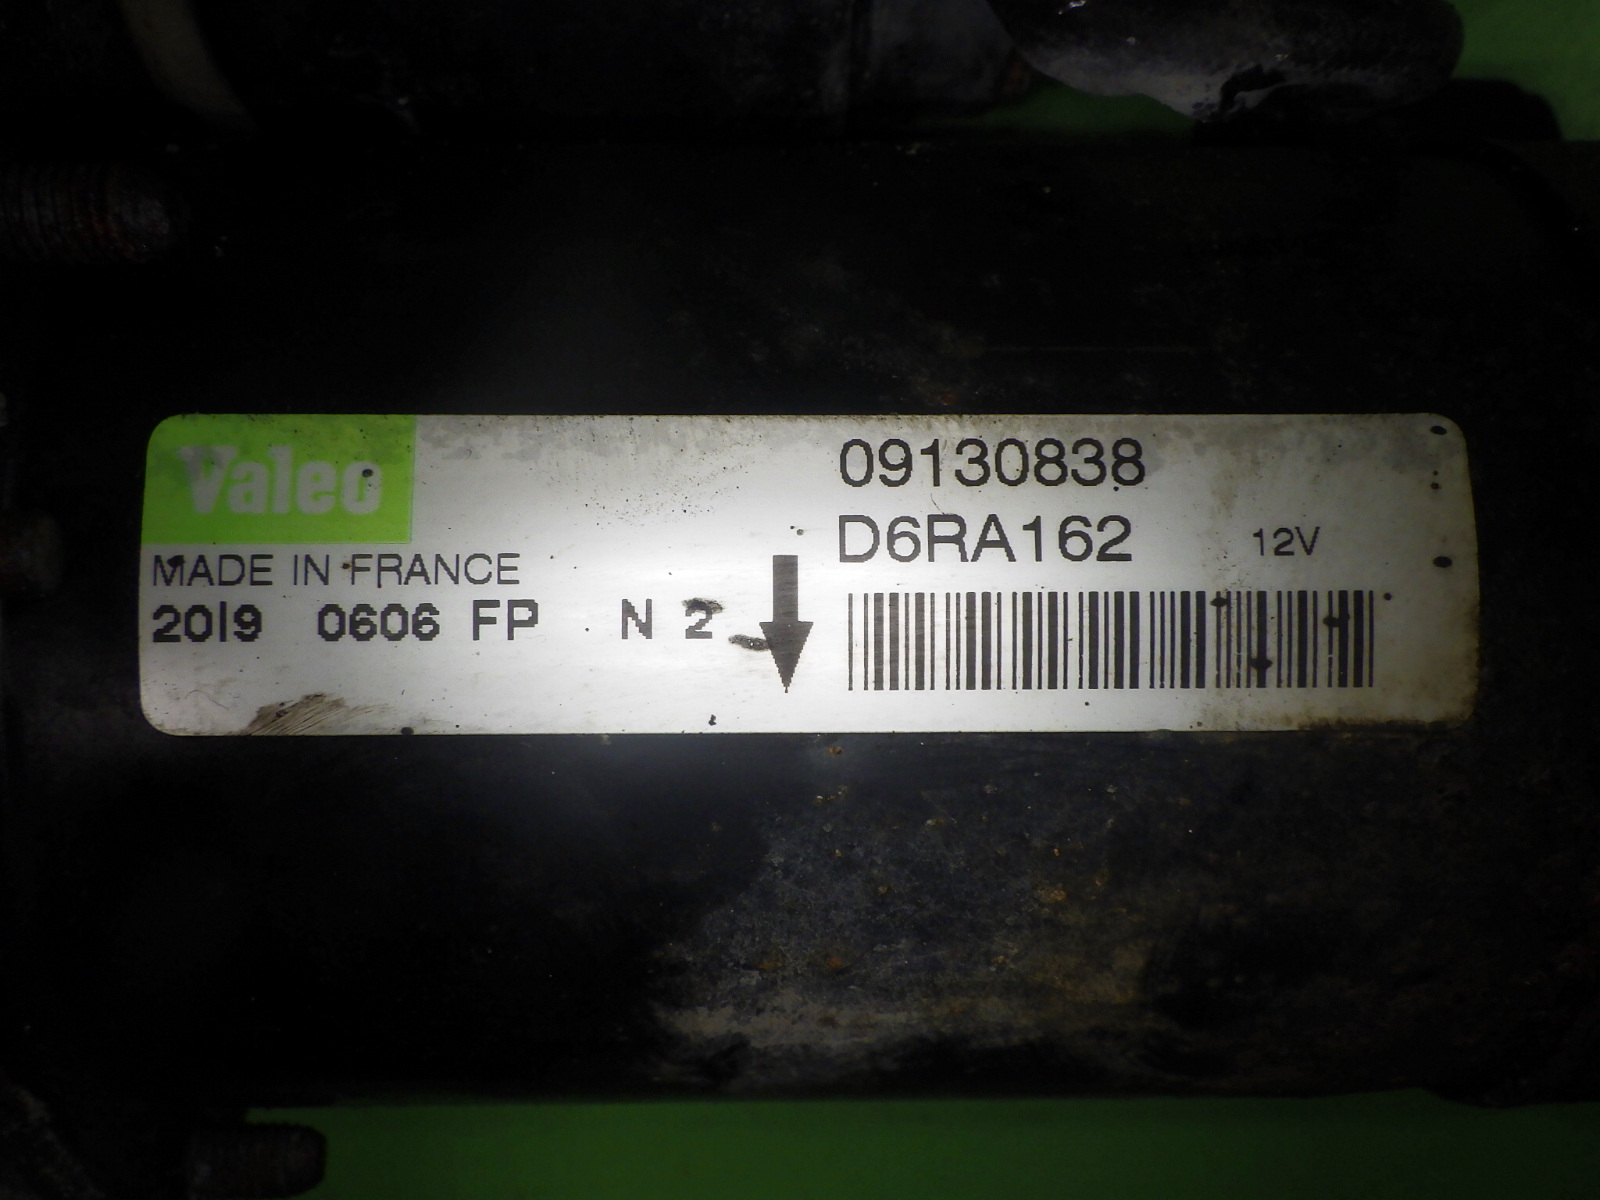 Valeo
09130838
D6RA162 12V
MADE IN FRANCE
2019 0606 FP N 2